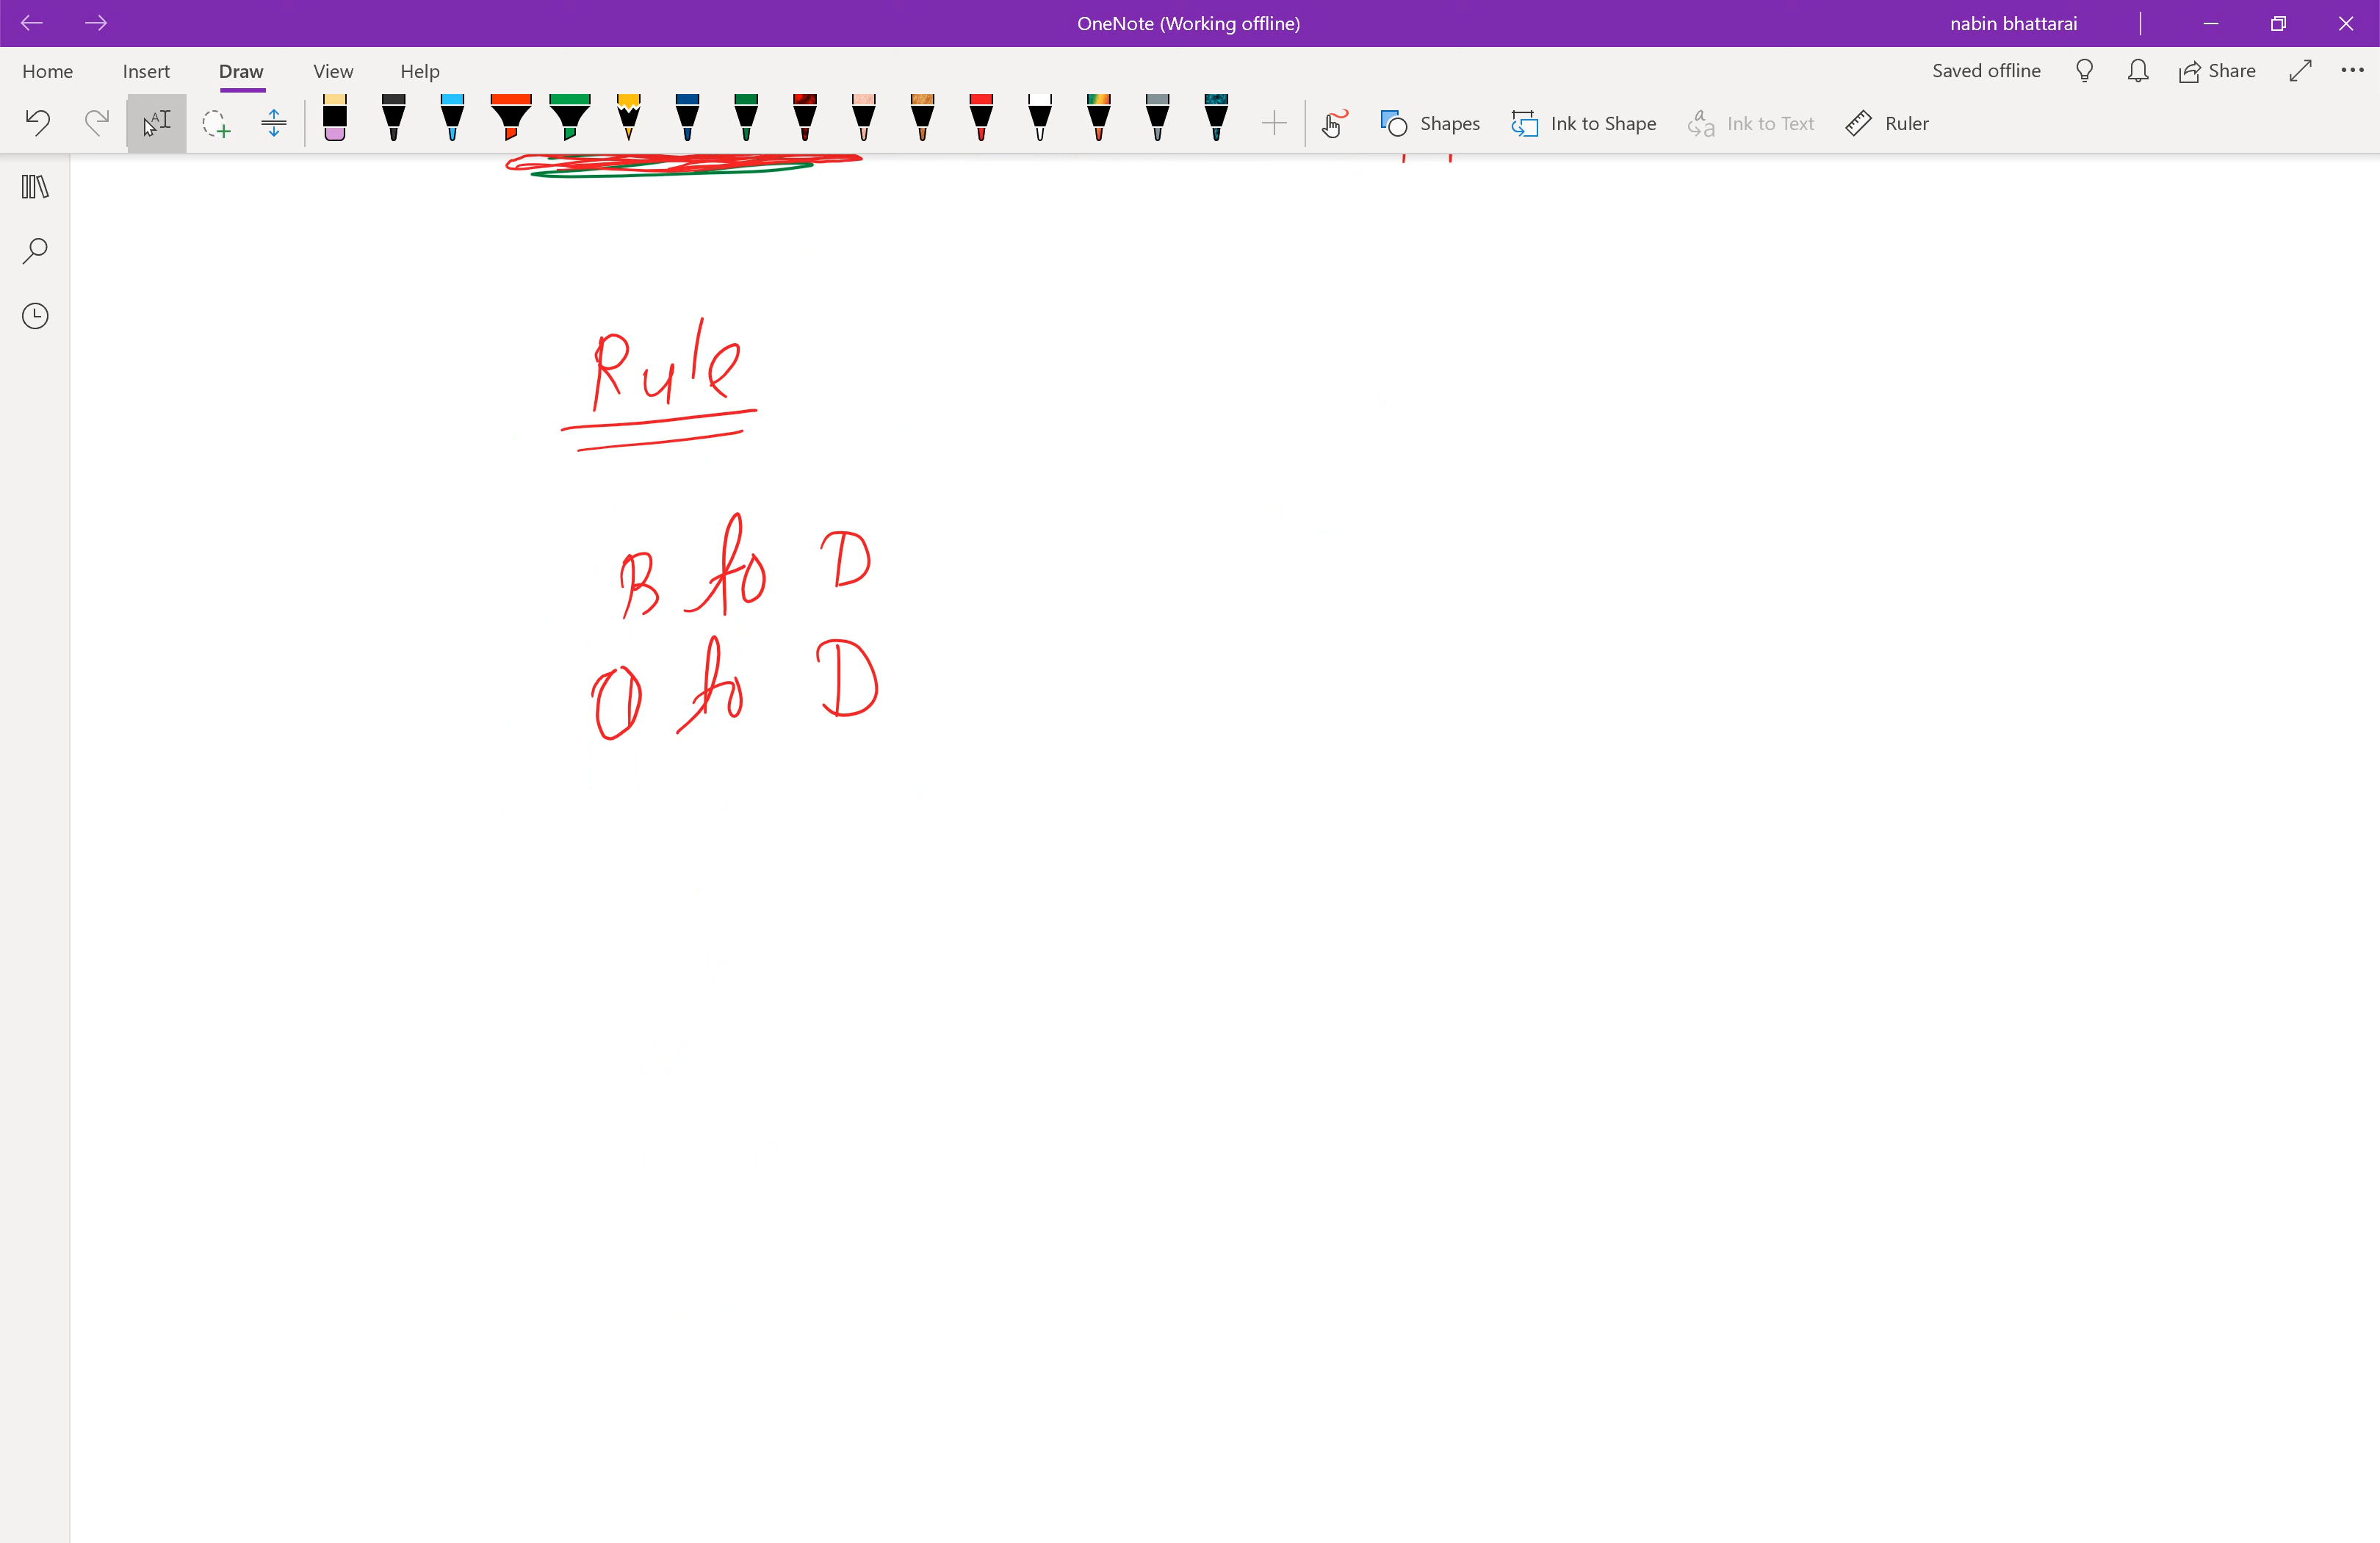 OneNote (Working offline)
nabin bhattarai
Home Insert Draw View Help
Saved offline
Share
Shapes
Ink to Shape
Ink to Text
Ruler
Rule
B to D
O to D